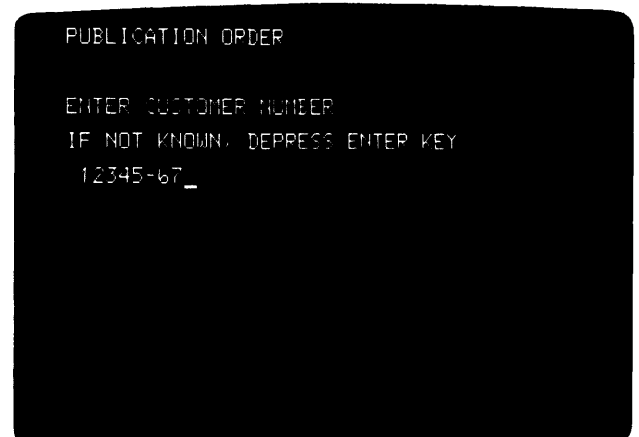 PUBLICATION ORDER
ENTER CUSTOMER NUMBER
IF NOT KNOWN, DEPRESS ENTER KEY
12345-67_